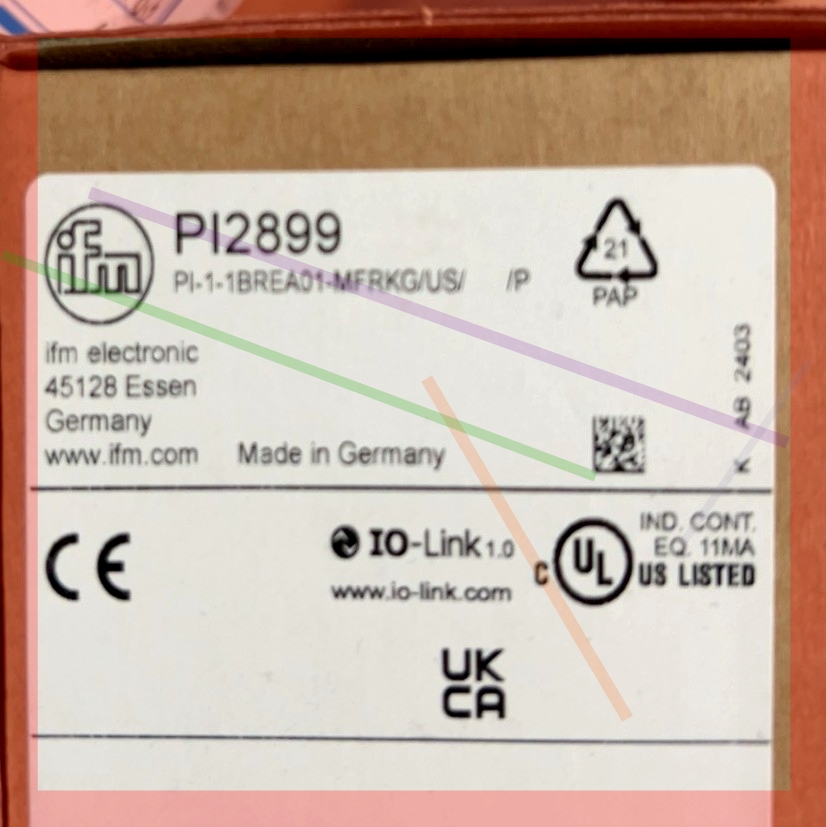 ifm
PI2899
PI-1-1BREA01-MFRKG/US/ /P
21
PAP
ifm electronic
45128 Essen
Germany
www.ifm.com Made in Germany
K AB 2403
CE
IO-Link 1.0
www.io-link.com
C UL US LISTED
IND. CONT.
EQ. 11MA
UK
CA